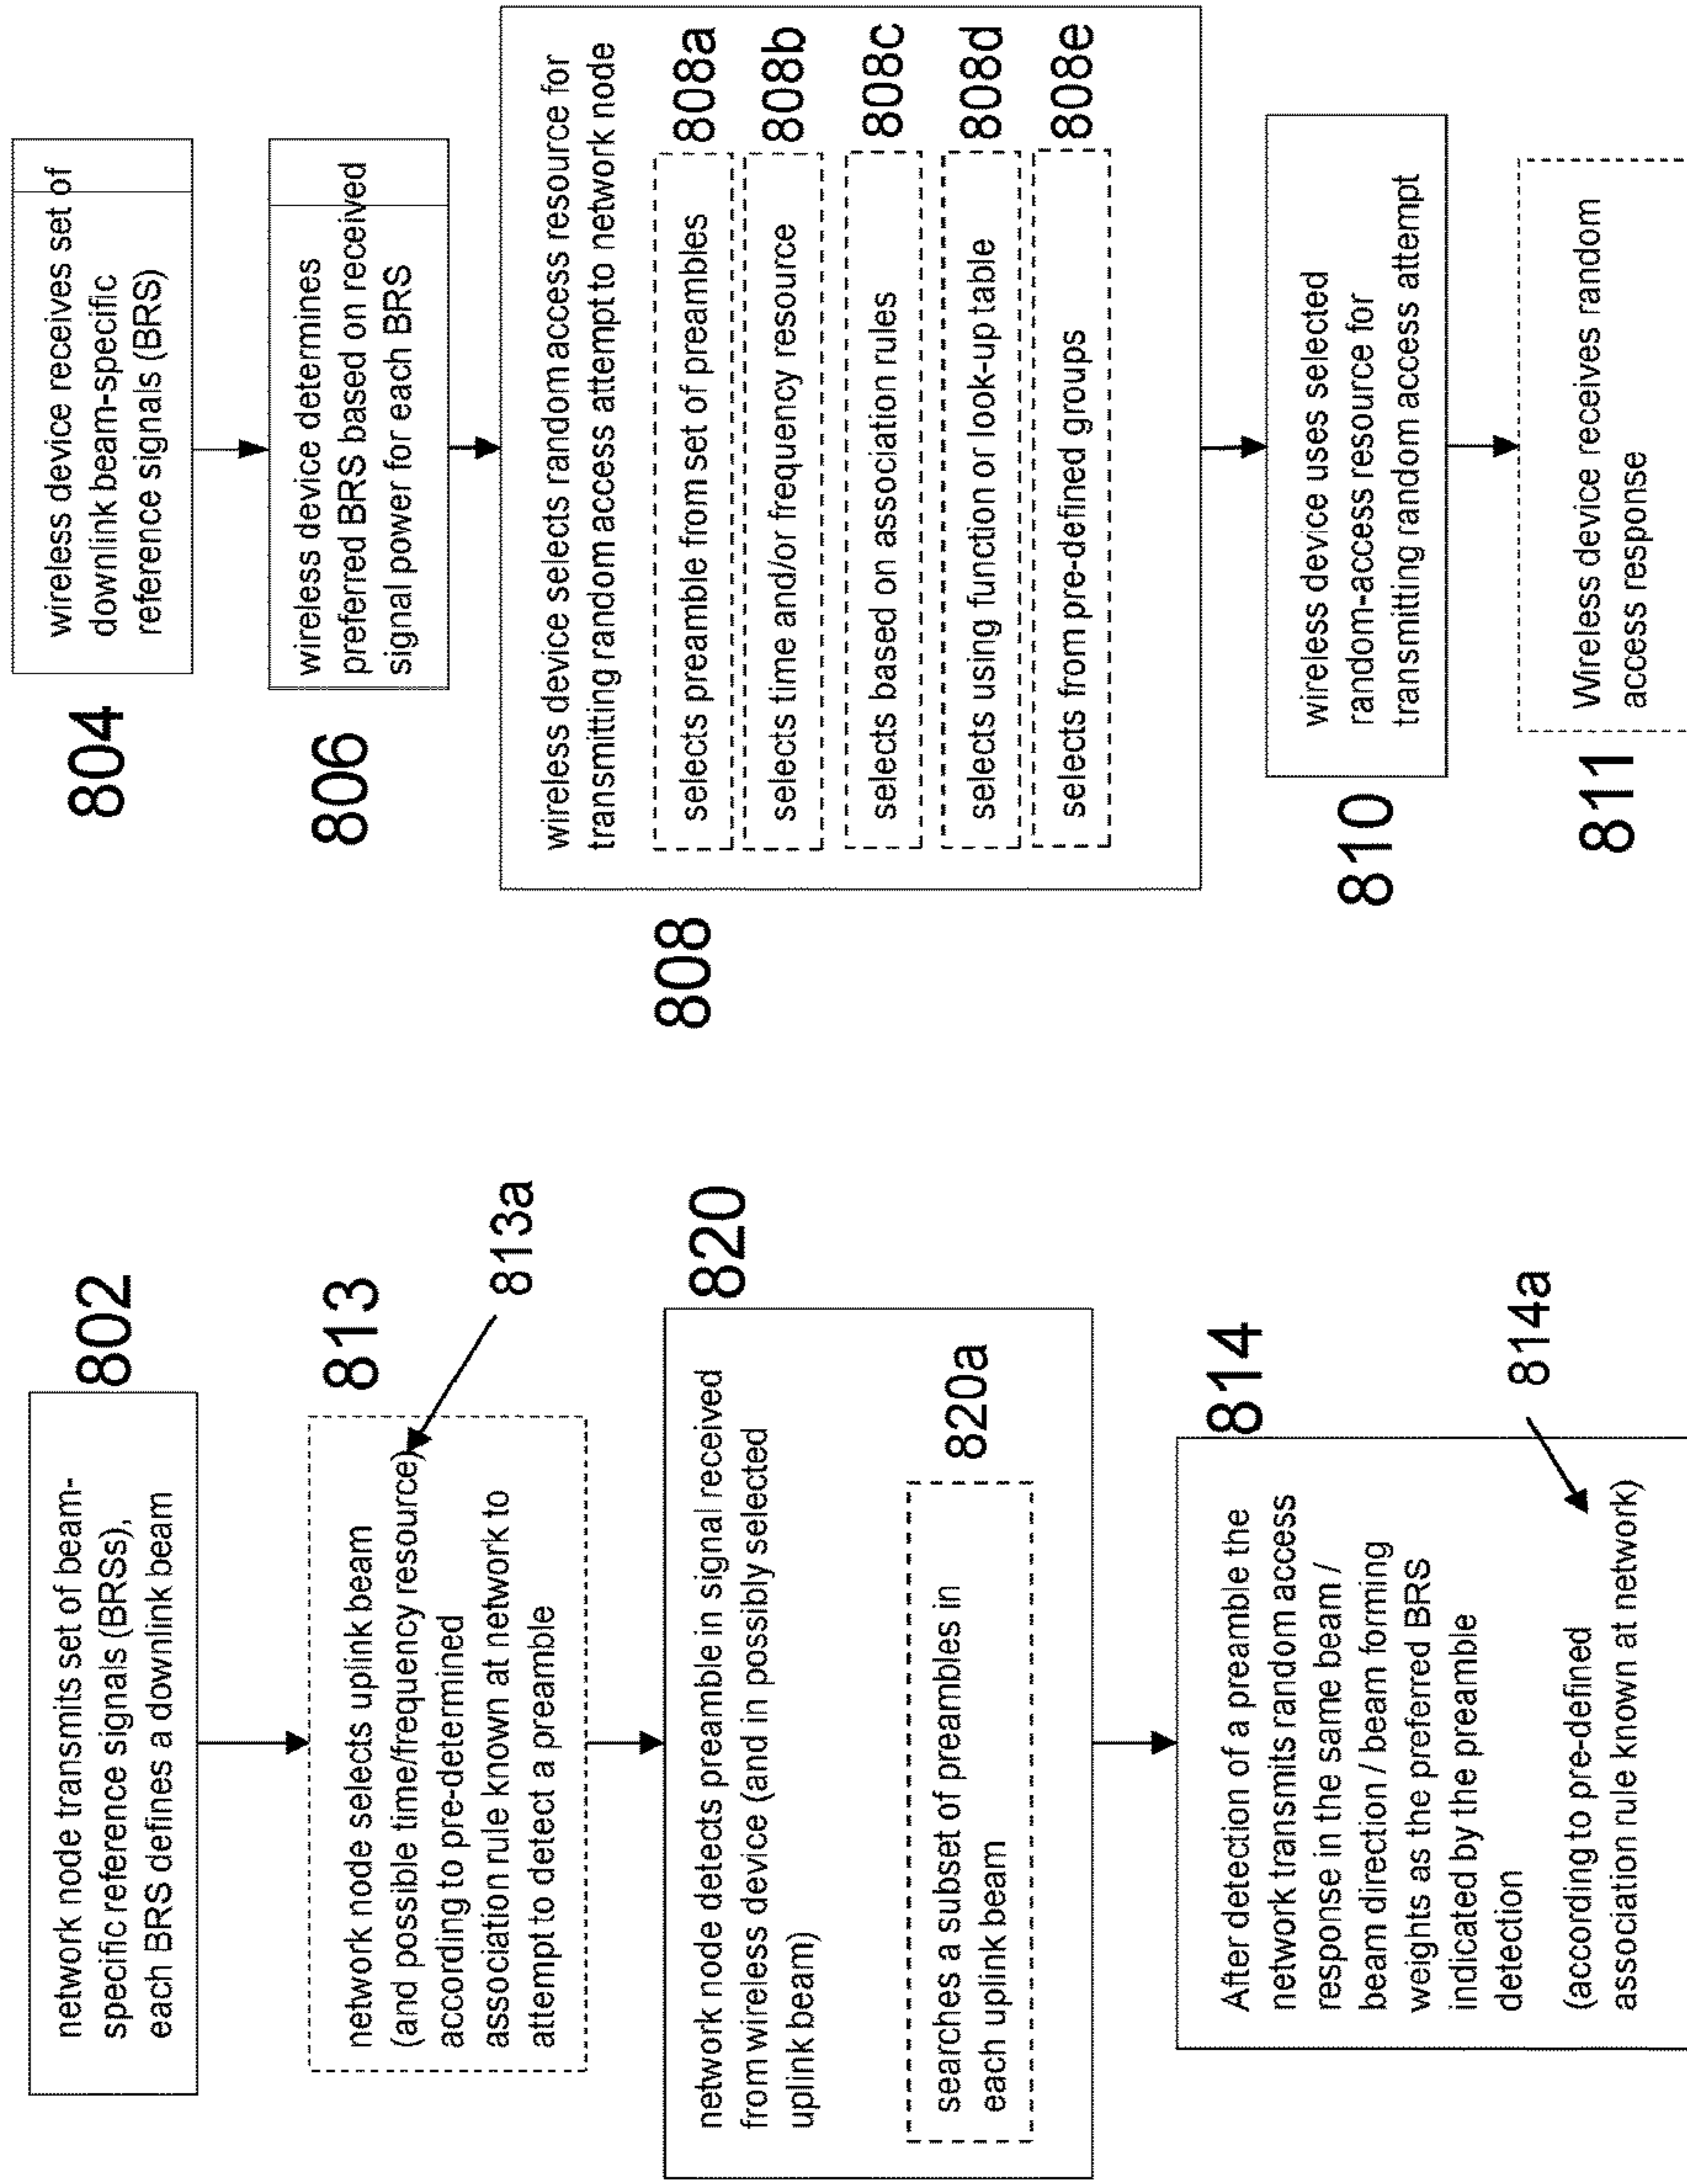 802
network node transmits set of beam-
specific reference signals (BRSs),
each BRS defines a downlink beam
813
network node selects uplink beam
(and possible time/frequency resource)
according to pre-determined
association rule known at network to
attempt to detect a preamble
813a
820
network node detects preamble in signal received
from wireless device (and in possibly selected
uplink beam)
820a
searches a subset of preambles in
each uplink beam
814
After detection of a preamble the
network transmits random access
response in the same beam /
beam direction / beam forming
weights as the preferred BRS
indicated by the preamble
detection
814a
(according to pre-defined
association rule known at network)
804
wireless device receives set of
downlink beam-specific
reference signals (BRS)
806
wireless device determines
preferred BRS based on received
signal power for each BRS
808
wireless device selects random access resource for
transmitting random access attempt to network node
selects preamble from set of preambles 808a
selects time and/or frequency resource 808b
selects based on association rules 808c
selects using function or look-up table 808d
selects from pre-defined groups 808e
810
wireless device uses selected
random-access resource for
transmitting random access attempt
811
Wireless device receives random
access response